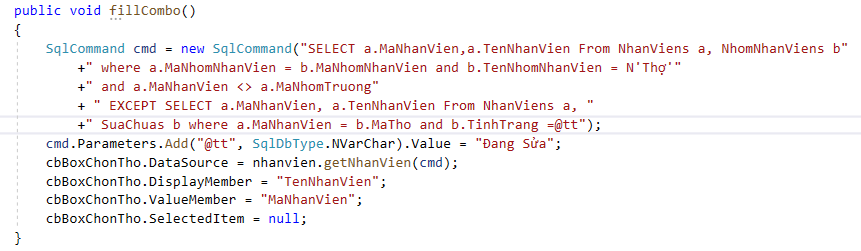 public void fillCombo()
{
SqlCommand cmd = new SqlCommand("SELECT a.MaNhanVien,a.TenNhanVien From NhanViens a, NhomNhanViens b"
+" where a.MaNhomNhanVien = b.MaNhomNhanVien and b.TenNhomNhanVien = N'Thợ'"
+" and a.MaNhanVien <> a.MaNhomTruong"
+ " EXCEPT SELECT a.MaNhanVien, a.TenNhanVien From NhanViens a, "
+" SuaChuas b where a.MaNhanVien = b.MaTho and b.TinhTrang =@tt");
cmd.Parameters.Add("@tt", SqlDbType.NVarChar).Value = "Đang Sửa";
cbBoxChonTho.DataSource = nhanvien.getNhanVien(cmd);
cbBoxChonTho.DisplayMember = "TenNhanVien";
cbBoxChonTho.ValueMember = "MaNhanVien";
cbBoxChonTho.SelectedItem = null;
}